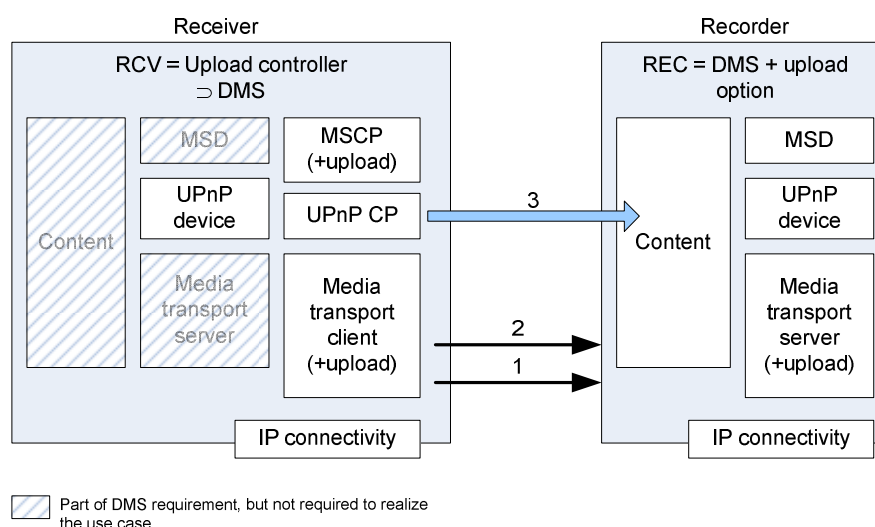 Receiver
Recorder
RCV = Upload controller
⊃ DMS
REC = DMS + upload
option
Content
MSD
UPnP
device
Media
transport
server
MSCP
(+upload)
UPnP CP
Media
transport
client
(+upload)
IP connectivity
3
2
1
Content
MSD
UPnP
device
Media
transport
server
(+upload)
IP connectivity
Part of DMS requirement, but not required to realize
the use case